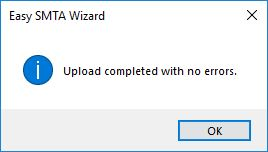 Easy SMTA Wizard
Upload completed with no errors.
OK